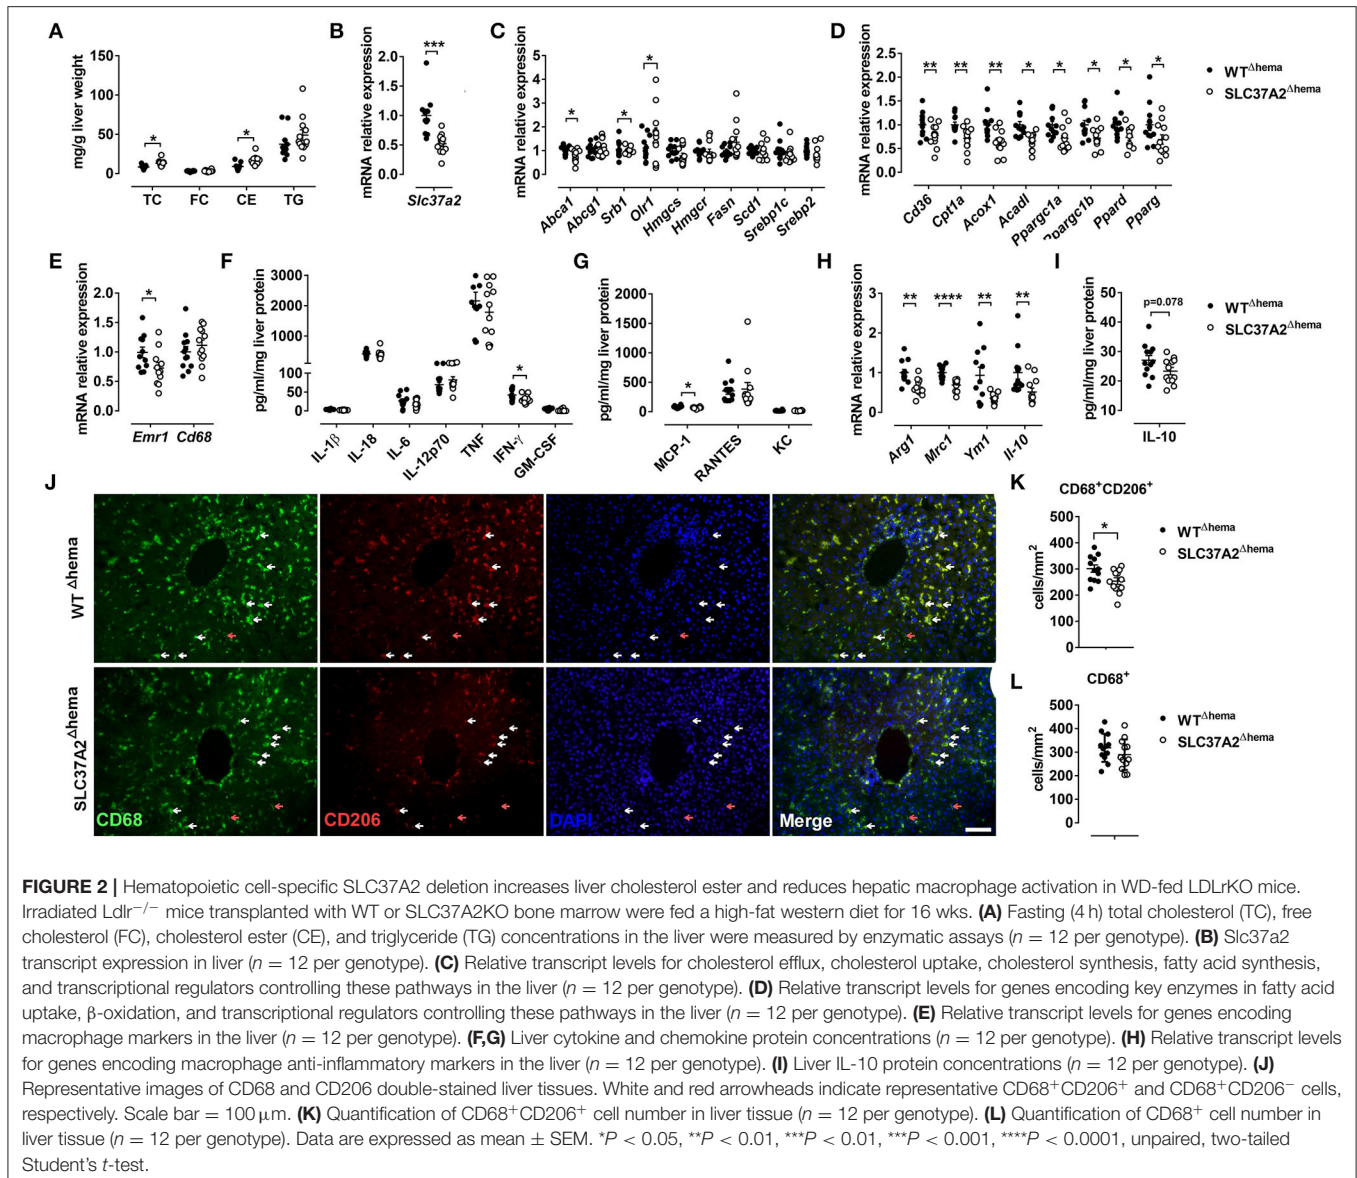 A
mg/g liver weight
150
100
50
0
*
*
TC
FC
CE
TG
B
mRNA relative expression
2.0
1.5
1.0
0.5
0.0
***
Slc37a2
C
mRNA relative expression
5
4
3
2
1
0
*
*
*
Abca1
Abcg1
Srb1
Olr1
Hmgcs
Hmgcr
Fasn
Scd1
Srebp1c
Srebp2
D
mRNA relative expression
2.5
2.0
1.5
1.0
0.5
0.0
**
**
**
*
*
*
*
*
Cd36
Cpt1a
Acox1
Acadl
Ppargc1a
Ppargc1b
Ppard
Pparg
WTΔhema
SLC37A2Δhema
E
mRNA relative expression
2.0
1.5
1.0
0.5
0.0
*
Emr1
Cd68
F
pg/ml/mg liver protein
3000
2000
1000
100
50
0
*
IL-1β
IL-18
IL-6
IL-12p70
TNF
IFN-γ
GM-CSF
G
pg/ml/mg liver protein
2000
1500
1000
500
0
*
MCP-1
RANTES
KC
H
mRNA relative expression
3
2
1
0
**
****
**
**
Arg1
Mrc1
Ym1
Il-10
I
pg/ml/mg liver protein
50
40
30
20
10
p=0.078
IL-10
WTΔhema
SLC37A2Δhema
J
WT Δhema
SLC37A2Δhema
CD68
CD206
DAPI
Merge
K
CD68+CD206+
cells/mm2
500
400
300
200
100
0
*
WTΔhema
SLC37A2Δhema
L
CD68+
cells/mm2
500
400
300
200
100
0
WTΔhema
SLC37A2Δhema
FIGURE 2 | Hematopoietic cell-specific SLC37A2 deletion increases liver cholesterol ester and reduces hepatic macrophage activation in WD-fed LDLrKO mice.
Irradiated Ldlr−/− mice transplanted with WT or SLC37A2KO bone marrow were fed a high-fat western diet for 16 wks. (A) Fasting (4 h) total cholesterol (TC), free
cholesterol (FC), cholesterol ester (CE), and triglyceride (TG) concentrations in the liver were measured by enzymatic assays (n = 12 per genotype). (B) Slc37a2
transcript expression in liver (n = 12 per genotype). (C) Relative transcript levels for cholesterol efflux, cholesterol uptake, cholesterol synthesis, fatty acid synthesis,
and transcriptional regulators controlling these pathways in the liver (n = 12 per genotype). (D) Relative transcript levels for genes encoding key enzymes in fatty acid
uptake, β-oxidation, and transcriptional regulators controlling these pathways in the liver (n = 12 per genotype). (E) Relative transcript levels for genes encoding
macrophage markers in the liver (n = 12 per genotype). (F,G) Liver cytokine and chemokine protein concentrations (n = 12 per genotype). (H) Relative transcript levels
for genes encoding macrophage anti-inflammatory markers in the liver (n = 12 per genotype). (I) Liver IL-10 protein concentrations (n = 12 per genotype). (J)
Representative images of CD68 and CD206 double-stained liver tissues. White and red arrowheads indicate representative CD68+CD206+ and CD68+CD206− cells,
respectively. Scale bar = 100 μm. (K) Quantification of CD68+CD206+ cell number in liver tissue (n = 12 per genotype). (L) Quantification of CD68+ cell number in
liver tissue (n = 12 per genotype). Data are expressed as mean ± SEM. *P < 0.05, **P < 0.01, ***P < 0.01, ***P < 0.001, ****P < 0.0001, unpaired, two-tailed
Student's t-test.